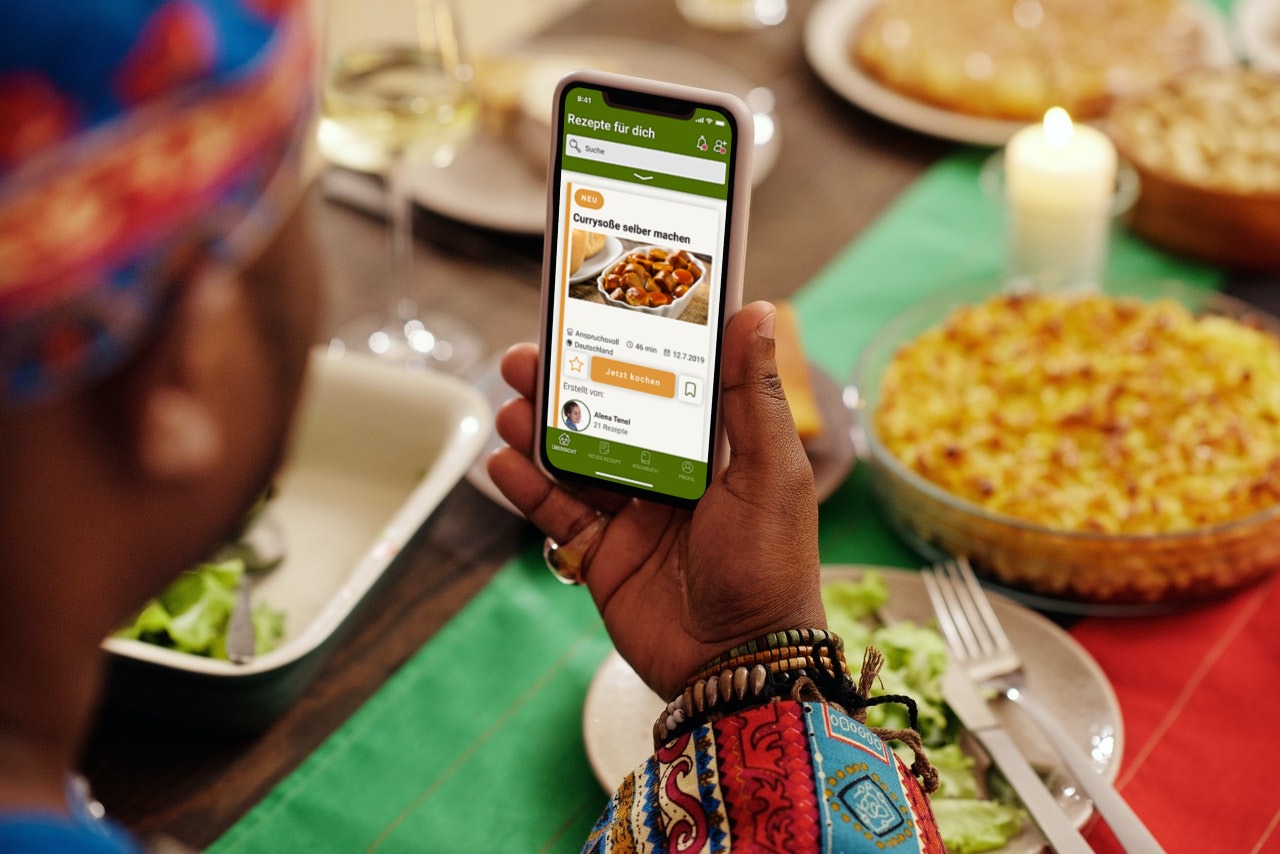 9:41
Rezepte für dich
Suche
NEU
Currysoße selber machen
Anspruchsvoll 46 min 12.7.2019
Deutschland
Jetzt kochen
Erstellt von:
Alena Tenel
21 Rezepte
ÜBERSICHT NEUES REZEPT KOCHBUCH PROFIL